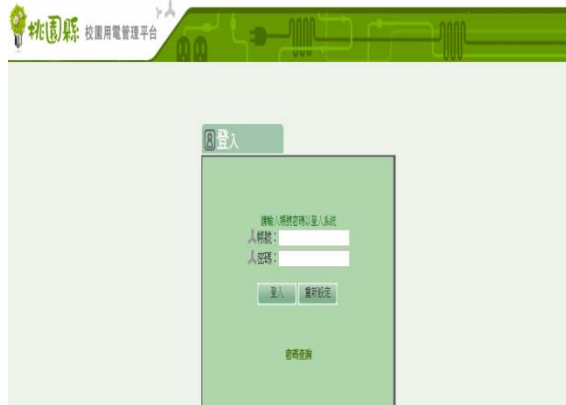 桃園縣 校園用電管理平台
登入
請輸入帳號密碼以登入系統
帳號：
密碼：
登入 重新設定
密碼查詢